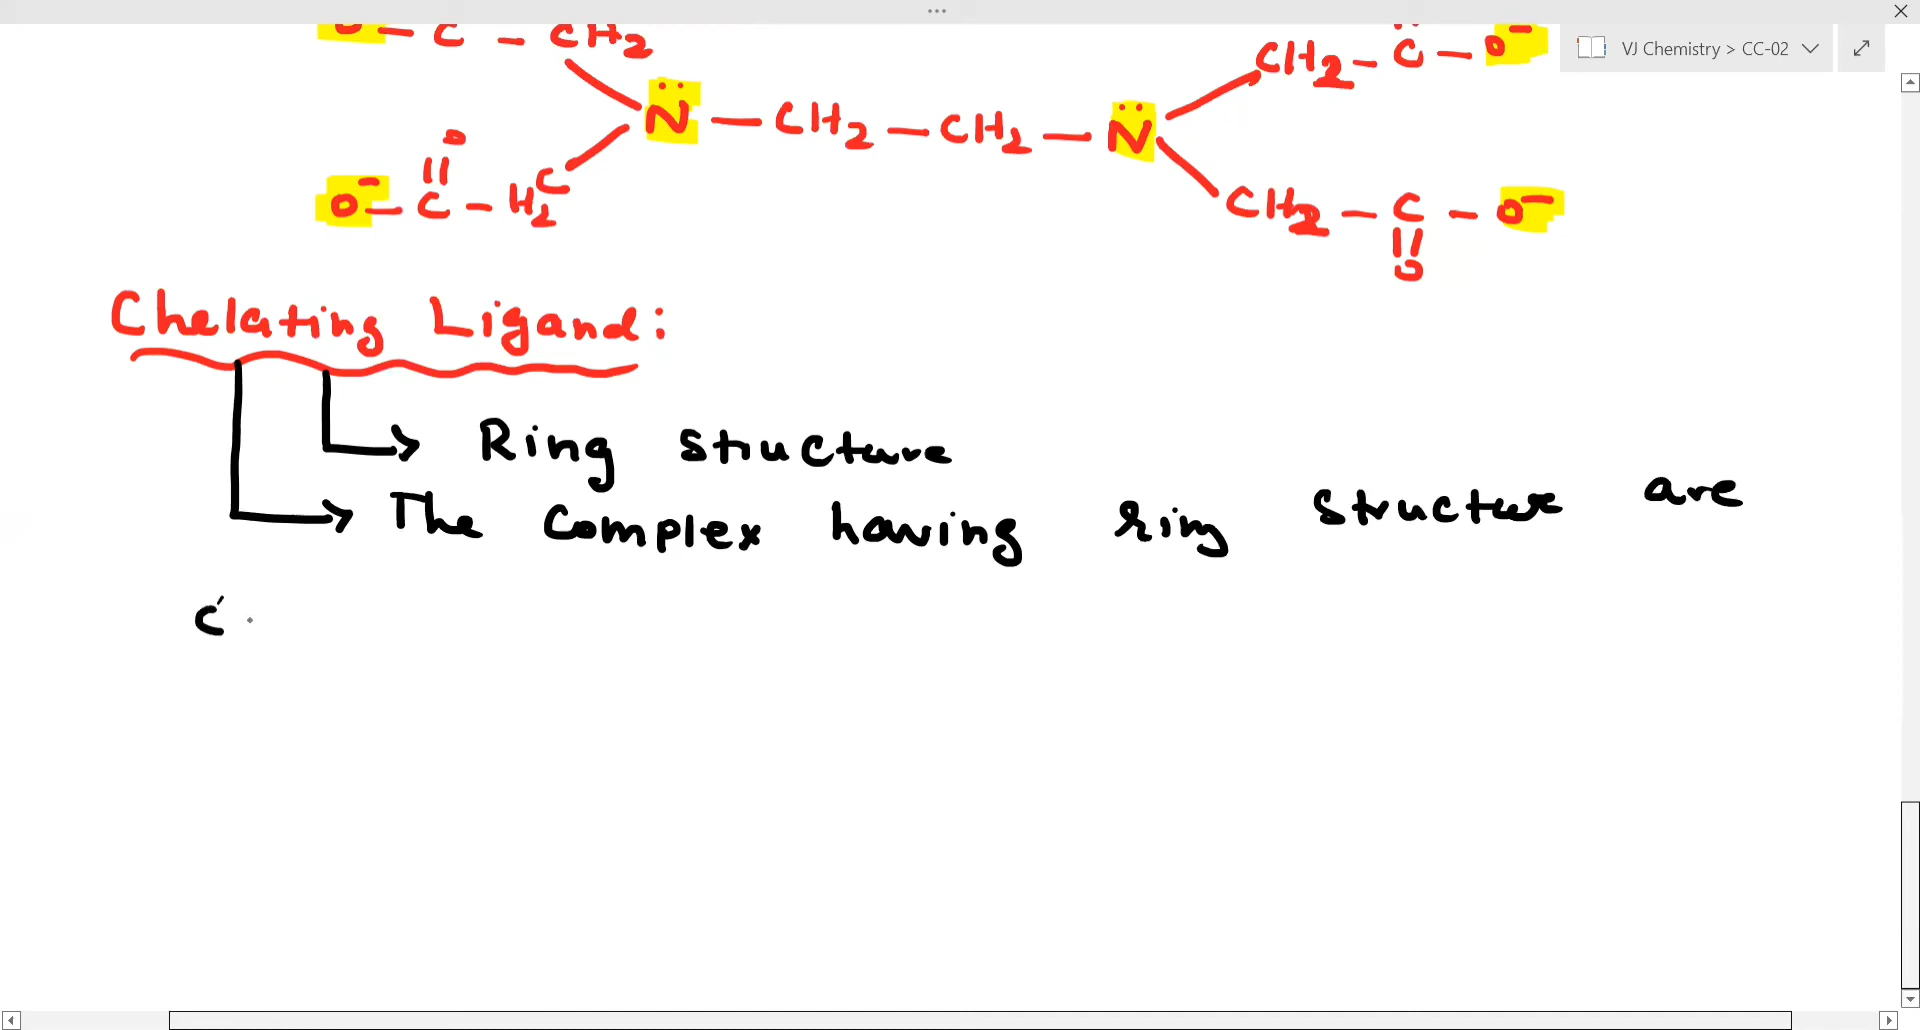 VJ Chemistry > CC-02
O — C — CH2
CH2 — C — O⁻
N̈ — CH2 — CH2 — N̈
O
||
O⁻ — C — H2C
CH2 — C — O⁻
||
O
Chelating Ligand:
Ring structure
The Complex having ring structure are
C